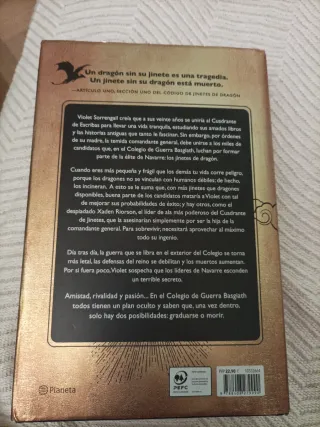 Un dragón sin su jinete es una tragedia.
Un jinete sin su dragón está muerto.
—ARTÍCULO UNO, SECCIÓN UNO DEL CÓDIGO DE JINETES DE DRAGÓN
Violet Sorrengail creía que a sus veinte años se uniría al Cuadrante
de Escribas para llevar una vida tranquila, estudiando sus amados libros
y las historias antiguas que tanto la fascinan. Sin embargo, por órdenes
de su madre, la temida comandante general, debe unirse a los miles de
candidatos que, en el Colegio de Guerra Basgiath, luchan por formar
parte de la élite de Navarre: los jinetes de dragón.
Cuando eres más pequeña y frágil que los demás tu vida corre peligro,
porque los dragones no se vinculan con humanos débiles; de hecho,
los incineran. A esto se le suma que, con más jinetes que dragones
disponibles, buena parte de los candidatos mataría a Violet con tal
de mejorar sus probabilidades de éxito; y hay otros, como el
despiadado Xaden Riorson, el líder de ala más poderoso del Cuadrante
de Jinetes, que la asesinarían simplemente por ser la hija de la
comandante general. Para sobrevivir, necesitará aprovechar al máximo
todo su ingenio.
Día tras día, la guerra que se libra en el exterior del Colegio se
torna más letal, las defensas del reino se debilitan y los muertos aumentan.
Por si fuera poco, Violet sospecha que los líderes de Navarre esconden
un terrible secreto.
Amistad, rivalidad y pasión... En el Colegio de Guerra Basgiath
todos tienen un plan oculto y saben que, una vez dentro,
solo hay dos posibilidades: graduarse o morir.
Planeta
PEFC